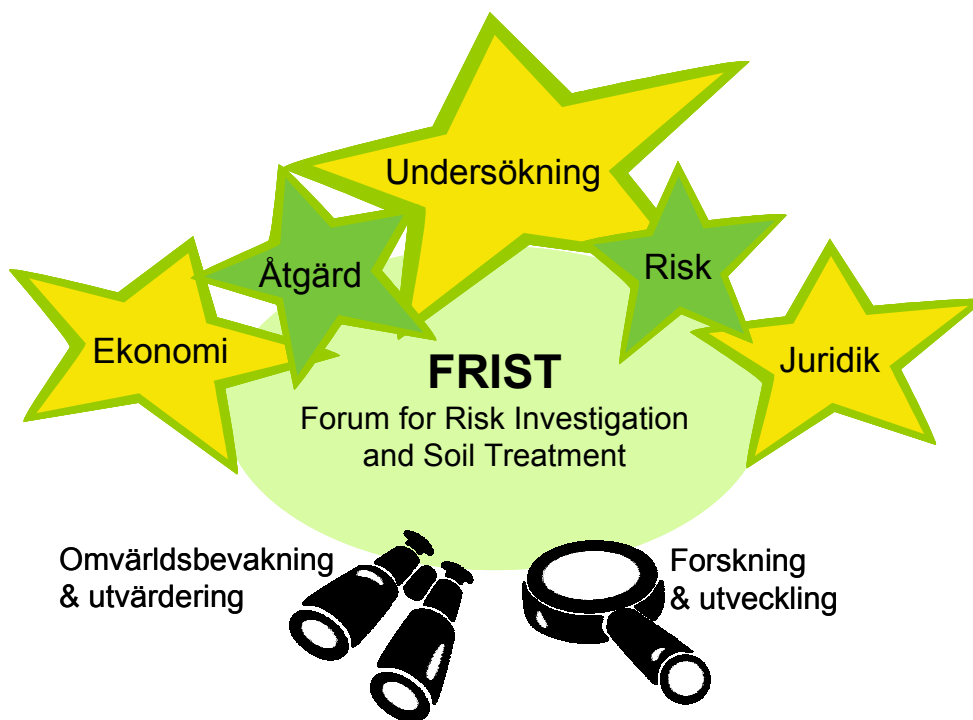 Undersökning
Åtgärd
Risk
Ekonomi
Juridik
FRIST
Forum for Risk Investigation
and Soil Treatment
Omvärldsbevakning
& utvärdering
Forskning
& utveckling